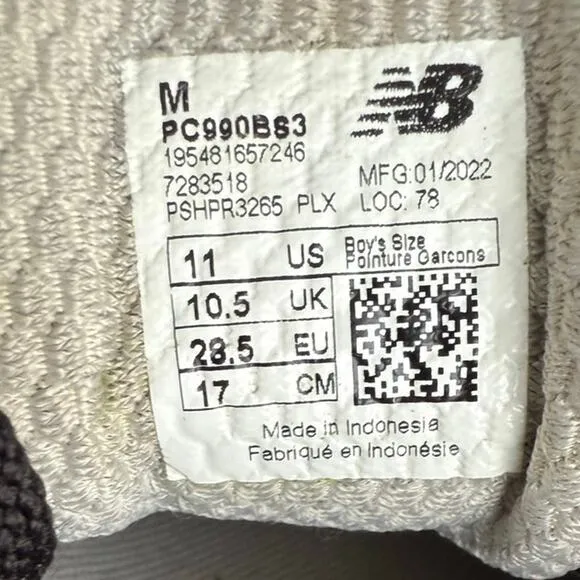 M
NB
PC990BS3
195481657246
7283518
MFG:01/2022
PSHPR3265 PLX
LOC: 78
11 US
Boy's Size
Pointure Garcons
10.5 UK
28.5 EU
17 CM
Made in Indonesia
Fabriqué en Indonésie